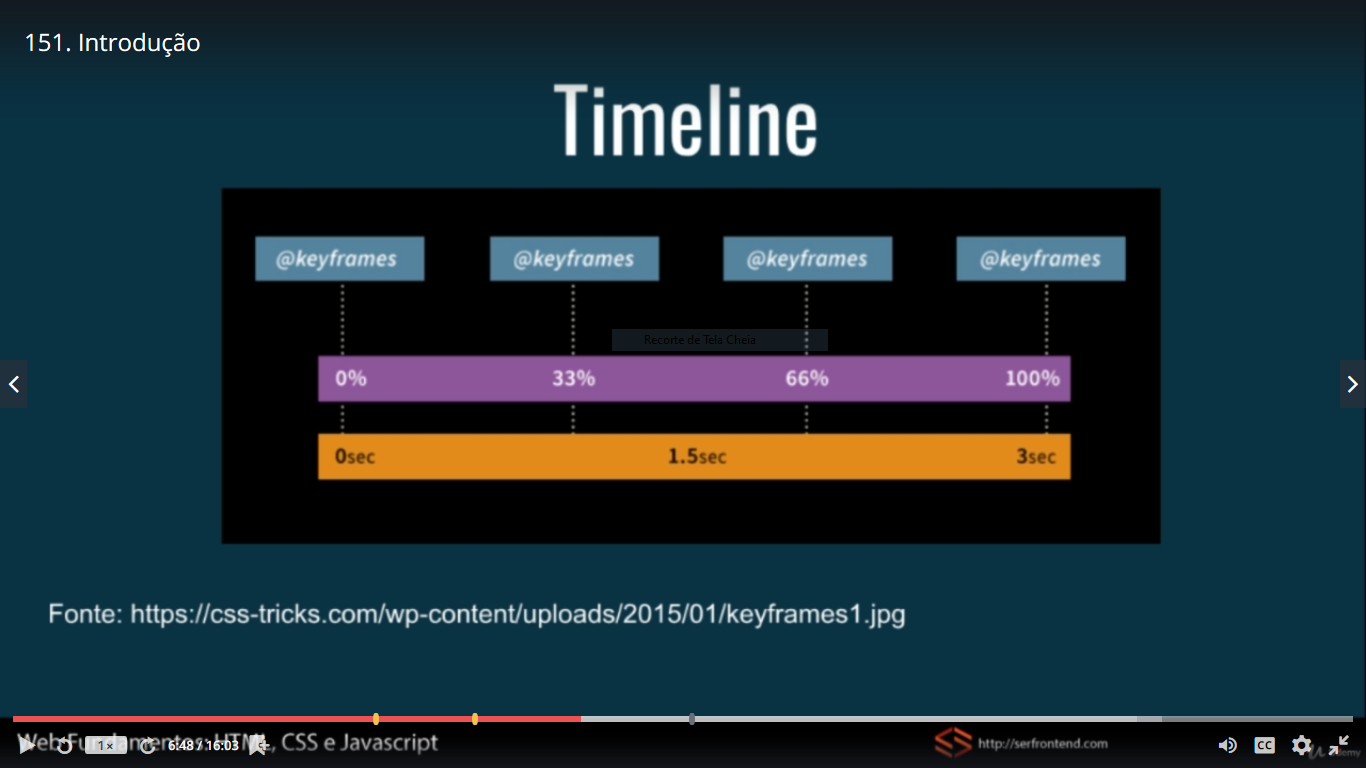 151. Introdução
Timeline
@keyframes @keyframes @keyframes @keyframes
Recorte de Tela Cheia
0% 33% 66% 100%
0sec 1.5sec 3sec
Fonte: https://css-tricks.com/wp-content/uploads/2015/01/keyframes1.jpg
Web Fundamentos: HTML, CSS e Javascript
1×
6:48 / 16:03
http://serfrontend.com
CC